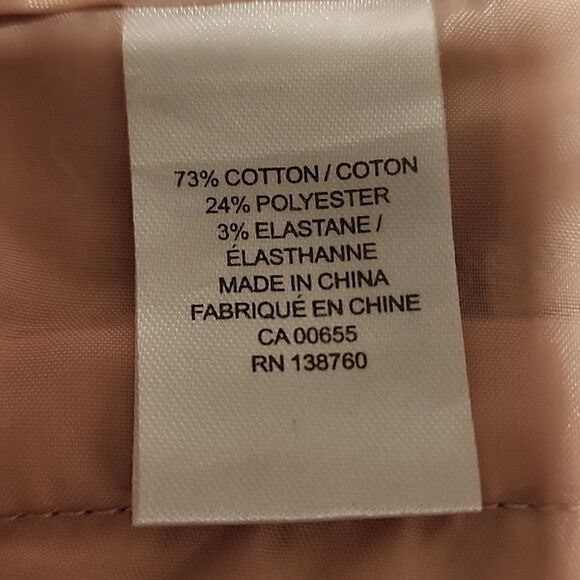 73% COTTON / COTON
24% POLYESTER
3% ELASTANE /
ÉLASTHANNE
MADE IN CHINA
FABRIQUÉ EN CHINE
CA 00655
RN 138760